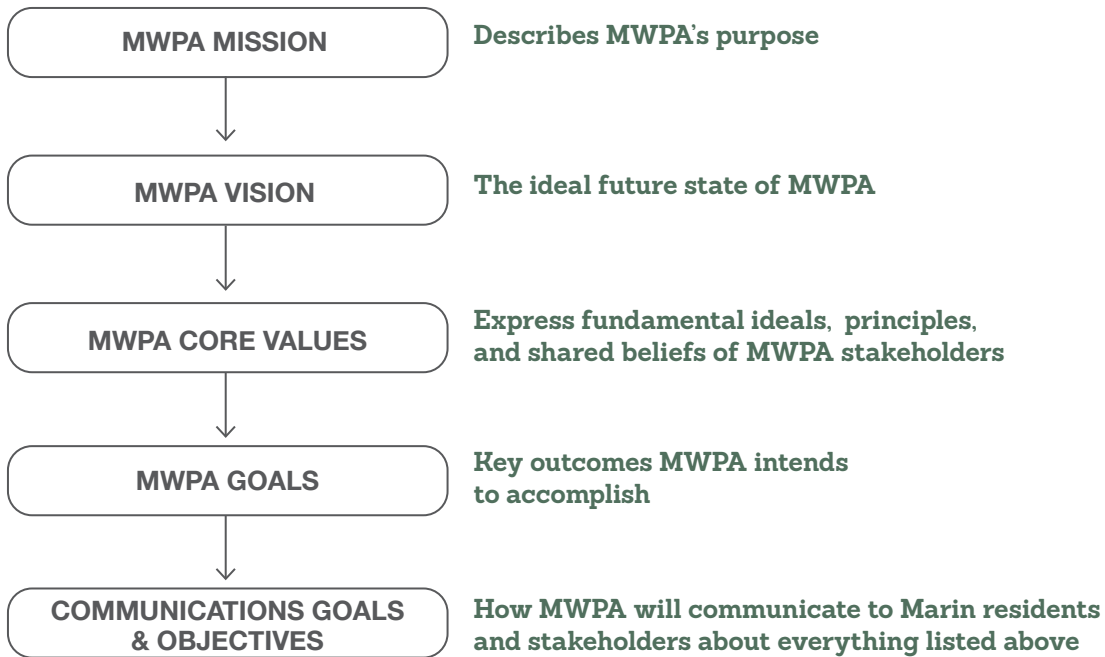 MWPA MISSION
Describes MWPA’s purpose
MWPA VISION
The ideal future state of MWPA
MWPA CORE VALUES
Express fundamental ideals, principles,
and shared beliefs of MWPA stakeholders
MWPA GOALS
Key outcomes MWPA intends
to accomplish
COMMUNICATIONS GOALS
& OBJECTIVES
How MWPA will communicate to Marin residents
and stakeholders about everything listed above